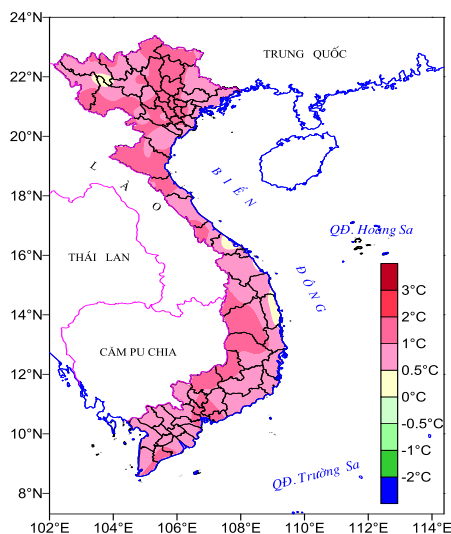 24°N
TRUNG QUỐC
22°N
20°N
LÀO
BIỂN
18°N
QĐ. Hoàng Sa
16°N
THÁI LAN
ĐÔNG
3°C
2°C
14°N
1°C
CĂM PU CHIA
0.5°C
0°C
12°N
-0.5°C
10°N
-1°C
-2°C
QĐ. Trường Sa
8°N
102°E 104°E 106°E 108°E 110°E 112°E 114°E